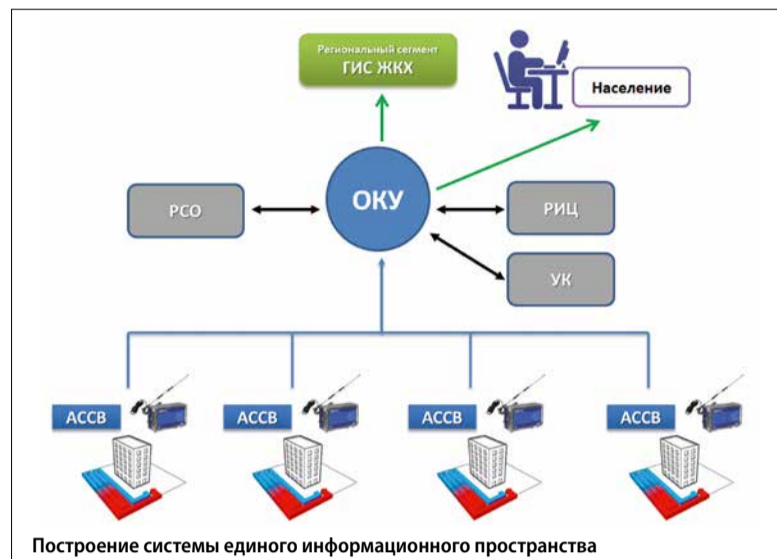 Региональный сегмент
ГИС ЖКХ
Население
ОКУ
РСО
РИЦ
УК
АССВ
АССВ
АССВ
АССВ
Построение системы единого информационного пространства